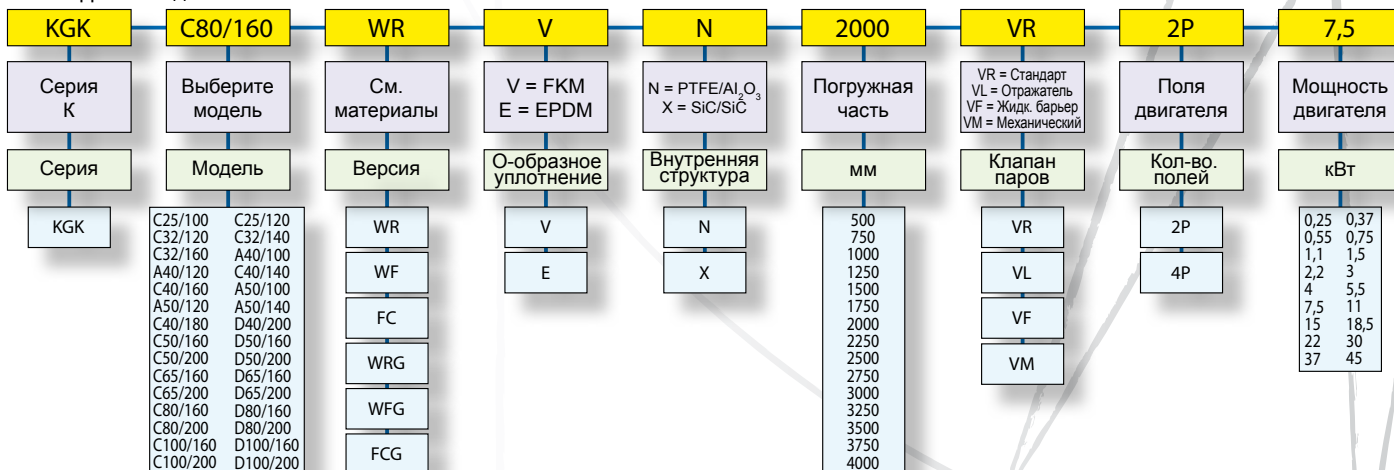 KGK C80/160 WR V N 2000 VR 2P 7,5
Серия
К
Выберите
модель
См.
материалы
V = FKM
E = EPDM
N = PTFE/Al2O3
X = SiC/SiC
Погружная
часть
VR = Стандарт
VL = Отражатель
VF = Жидк. барьер
VM = Механический
Поля
двигателя
Мощность
двигателя
Серия
Модель
Версия
О-образное
уплотнение
Внутренняя
структура
мм
Клапан
паров
Кол-во.
полей
кВт
KGK
C25/100 C25/120
C32/120 C32/140
C32/160 A40/100
A40/120 C40/140
C40/160 A50/100
A50/120 A50/140
C40/180 D40/200
C50/160 D50/160
C50/200 D50/200
C65/160 D65/160
C65/200 D65/200
C80/160 D80/160
C80/200 D80/200
C100/160 D100/160
C100/200 D100/200
WR
WF
FC
WRG
WFG
FCG
V
E
N
X
500
750
1000
1250
1500
1750
2000
2250
2500
2750
3000
3250
3500
3750
4000
VR
VL
VF
VM
2P
4P
0,25 0,37
0,55 0,75
1,1 1,5
2,2 3
4 5,5
7,5 11
15 18,5
22 30
37 45